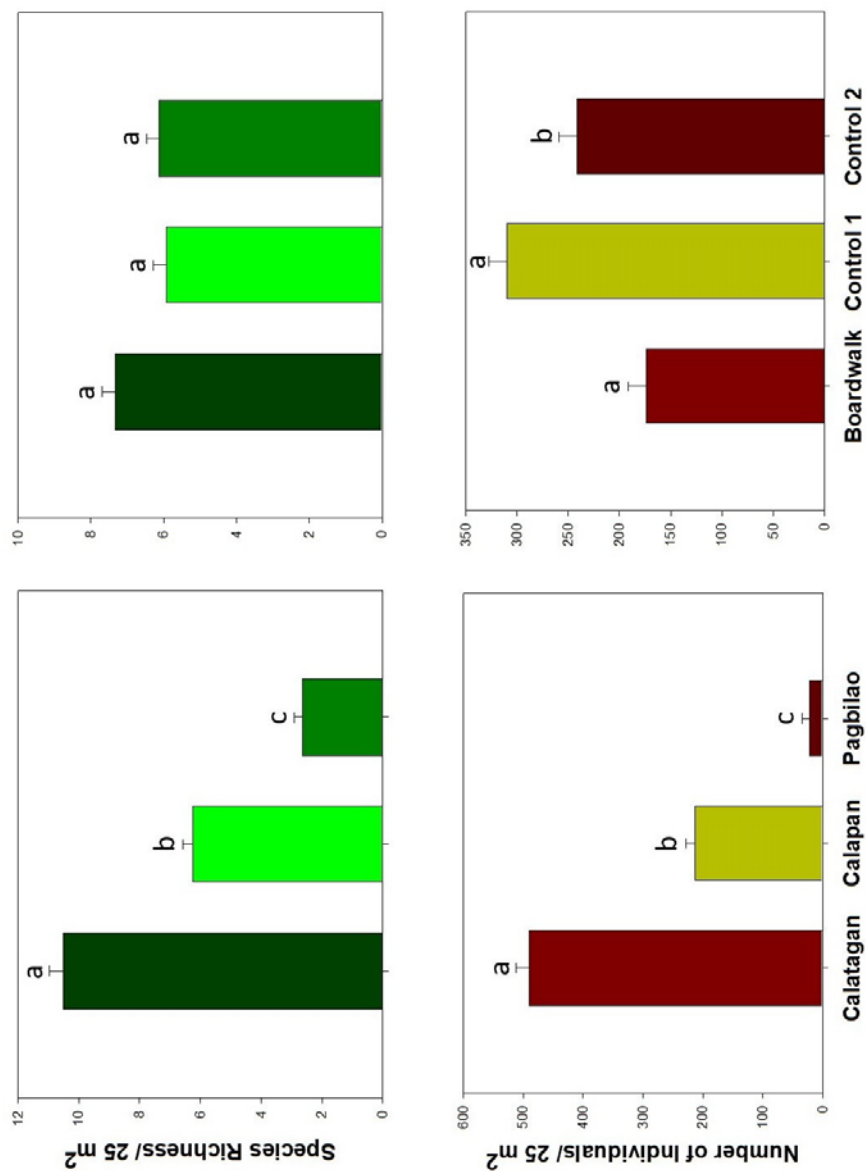 Species Richness/ 25 m²
12
10
8
6
4
2
0
a
b
c
10
8
6
4
2
0
a
a
a
Number of Individuals/ 25 m²
600
500
400
300
200
100
0
a
b
c
Calatagan Calapan Pagbilao
350
300
250
200
150
100
50
0
a
a
b
Boardwalk Control 1 Control 2